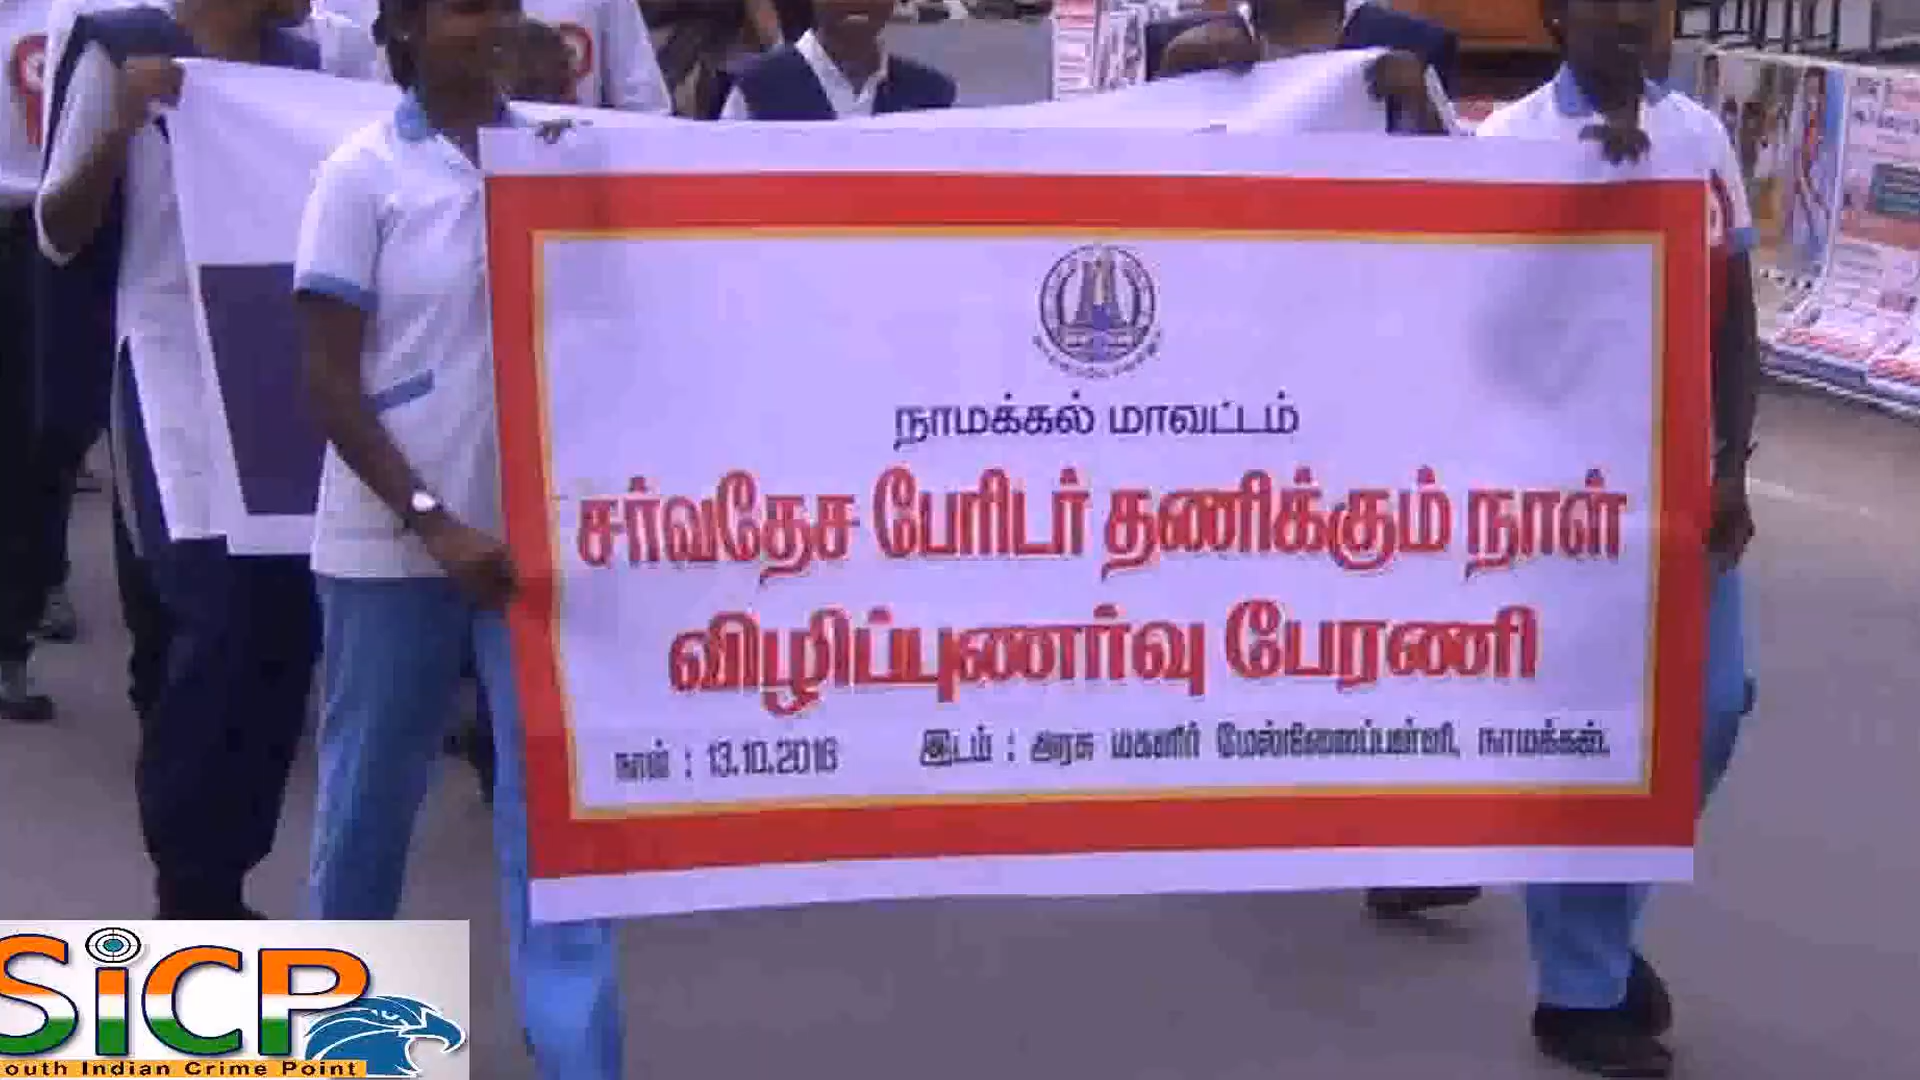 நாமக்கல் மாவட்டம்
சர்வதேச பேரிடர் தணிக்கும் நாள்
விழிப்புணர்வு பேரணி
நாள் : 13.10.2016 இடம் : அரசு மகளிர் மேல்நிலைப்பள்ளி, நாமக்கல்.
SiCP
outh Indian Crime Point